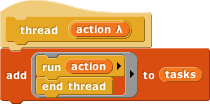 thread action λ
add run action to tasks
end thread